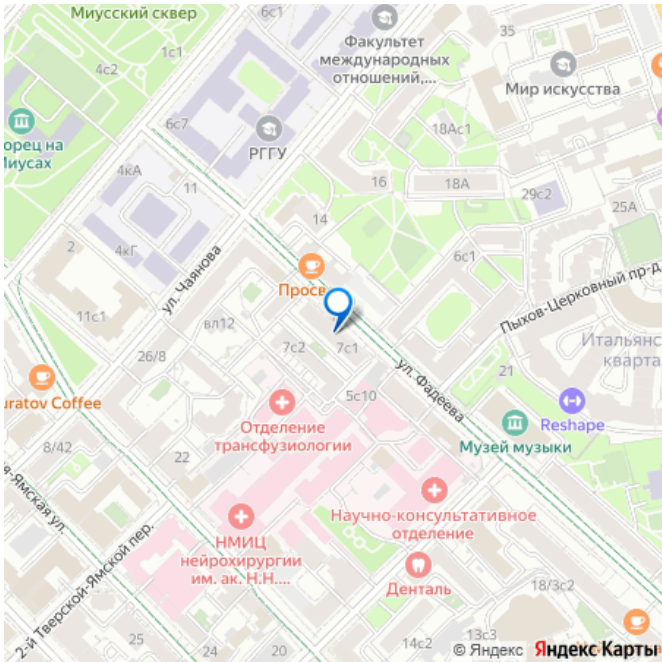 Миусский сквер
6с2
35
1с1
4с2
Факультет
международных
отношений,...
Мир искусства
6с7
РГГУ
18Ас1
орец на
Миусах
4кА
11
16
18А
29с2
25А
14
2
4кГ
ул. Чаянова
6с1
Просв
Пыхов-Церковный пр-д
11с1
вл12
7с2
7с1
Итальянс
кварта
26/8
ул. Фадеева
21
uratov Coffee
5с10
Reshape
Отделение
трансфузиологии
Музей музыки
8/42
22
я-Ямская ул.
Научно-консультативное
отделение
НМИЦ
нейрохирургии
им. ак. Н.Н....
2-й Тверской-Ямской пер.
Денталь
18/3с2
25
24
20
14с2
13с3
© Яндекс Яндекс Карты